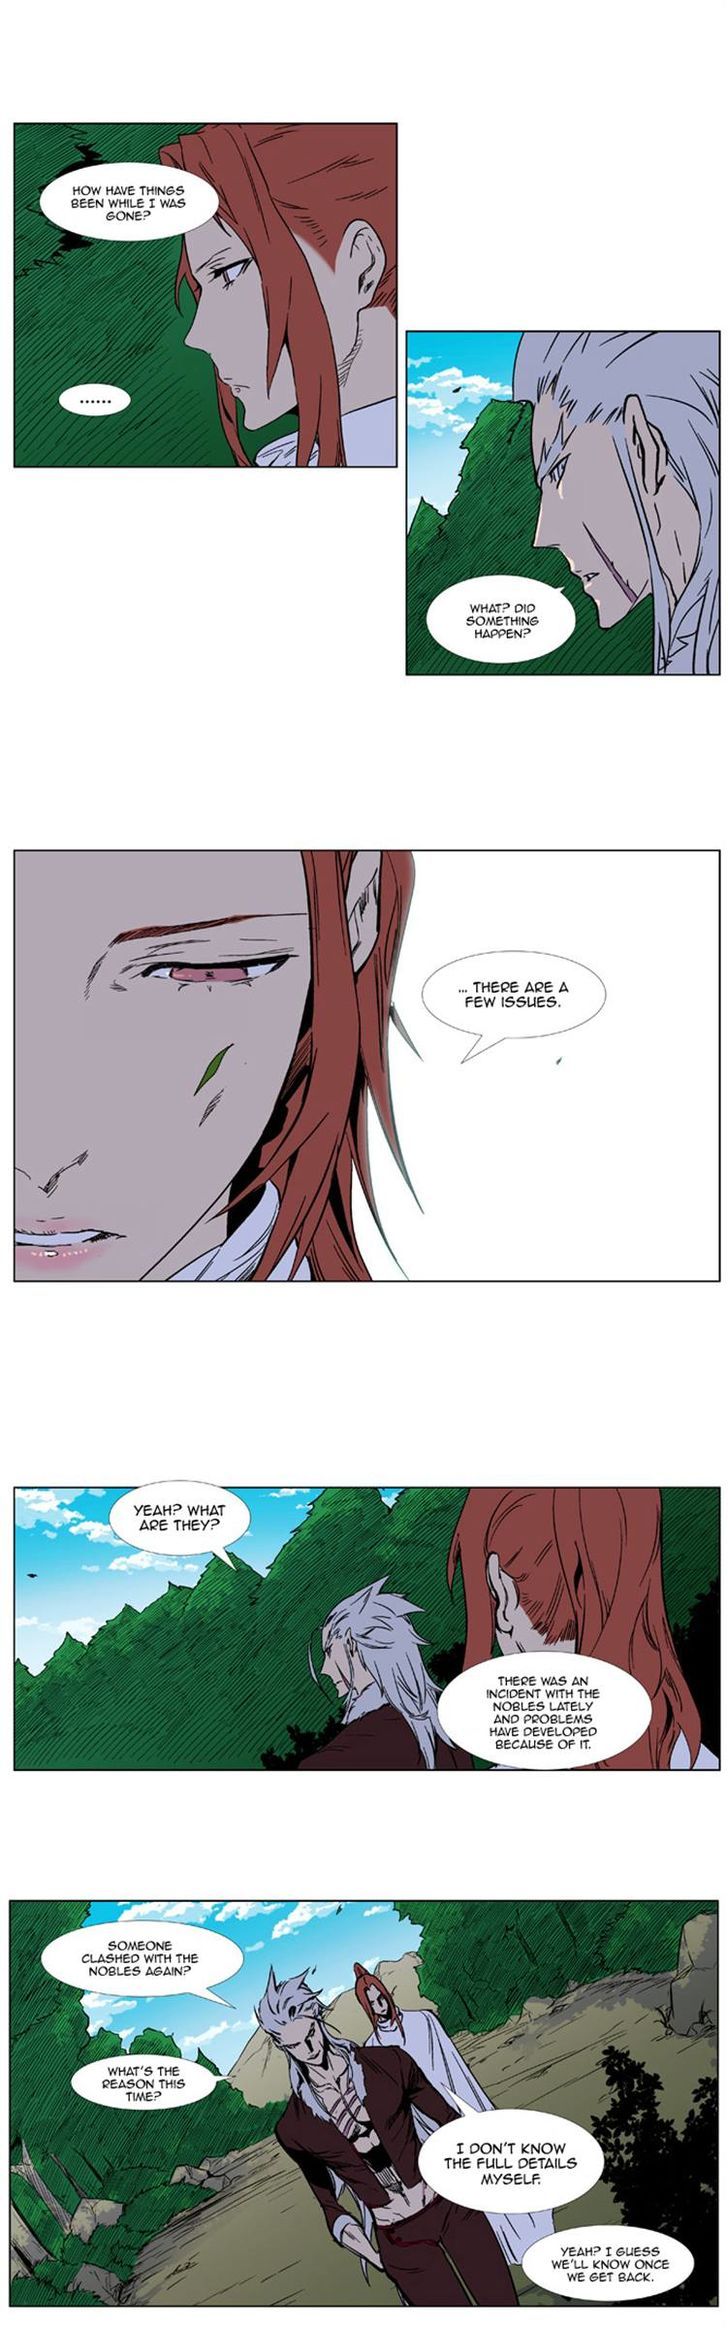 HOW HAVE THINGS
BEEN WHILE I WAS
GONE?
......
WHAT? DID
SOMETHING
HAPPEN?
... THERE ARE A
FEW ISSUES.
YEAH? WHAT
ARE THEY?
THERE WAS AN
INCIDENT WITH THE
NOBLES LATELY
AND PROBLEMS
HAVE DEVELOPED
BECAUSE OF IT.
SOMEONE
CLASHED WITH THE
NOBLES AGAIN?
WHAT'S THE
REASON THIS
TIME?
I DON'T KNOW
THE FULL DETAILS
MYSELF.
YEAH? I GUESS
WE'LL KNOW ONCE
WE GET BACK.